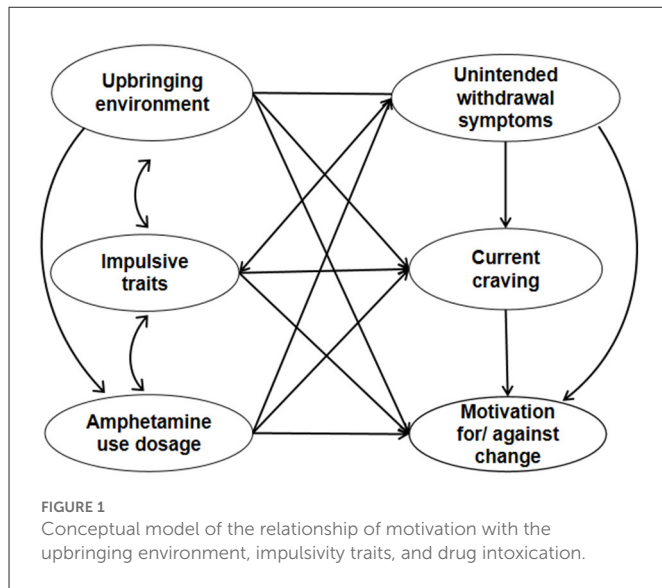 Upbringing
environment
Unintended
withdrawal
symptoms
Impulsive
traits
Current
craving
Amphetamine
use dosage
Motivation
for/ against
change
FIGURE 1
Conceptual model of the relationship of motivation with the
upbringing environment, impulsivity traits, and drug intoxication.